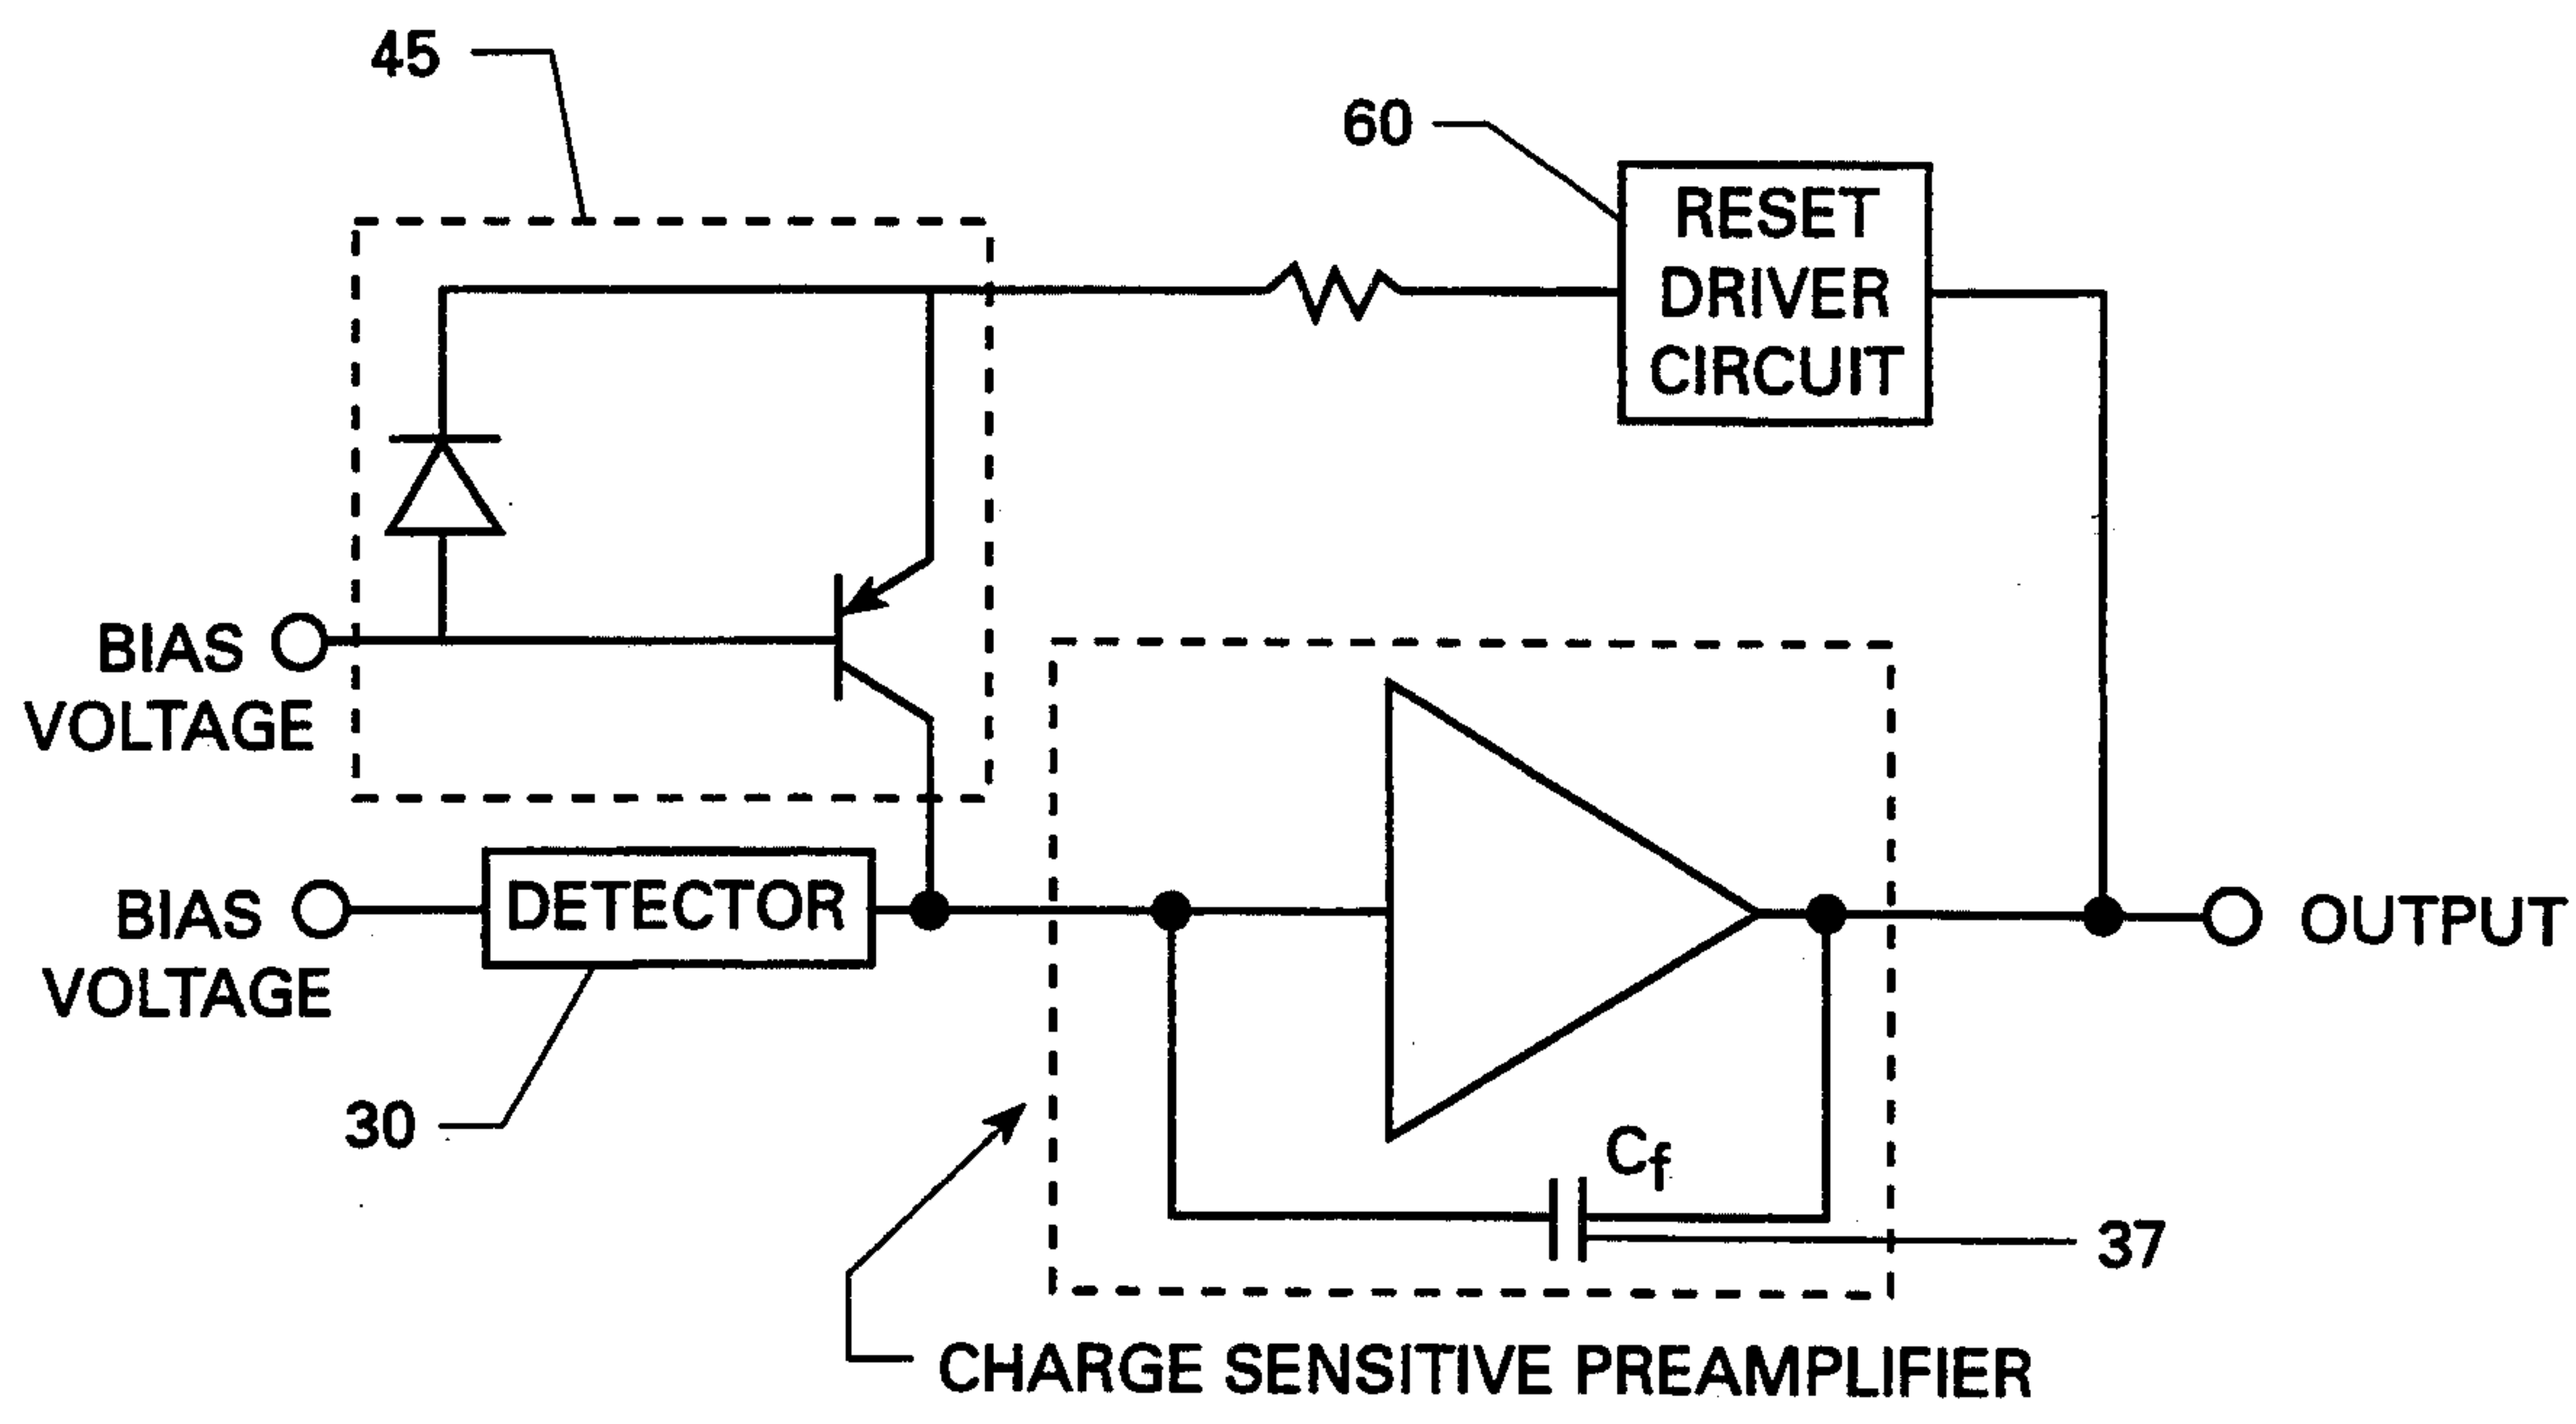 45
60
RESET
DRIVER
CIRCUIT
BIAS
VOLTAGE
BIAS
VOLTAGE
DETECTOR
OUTPUT
30
Cf
37
CHARGE SENSITIVE PREAMPLIFIER